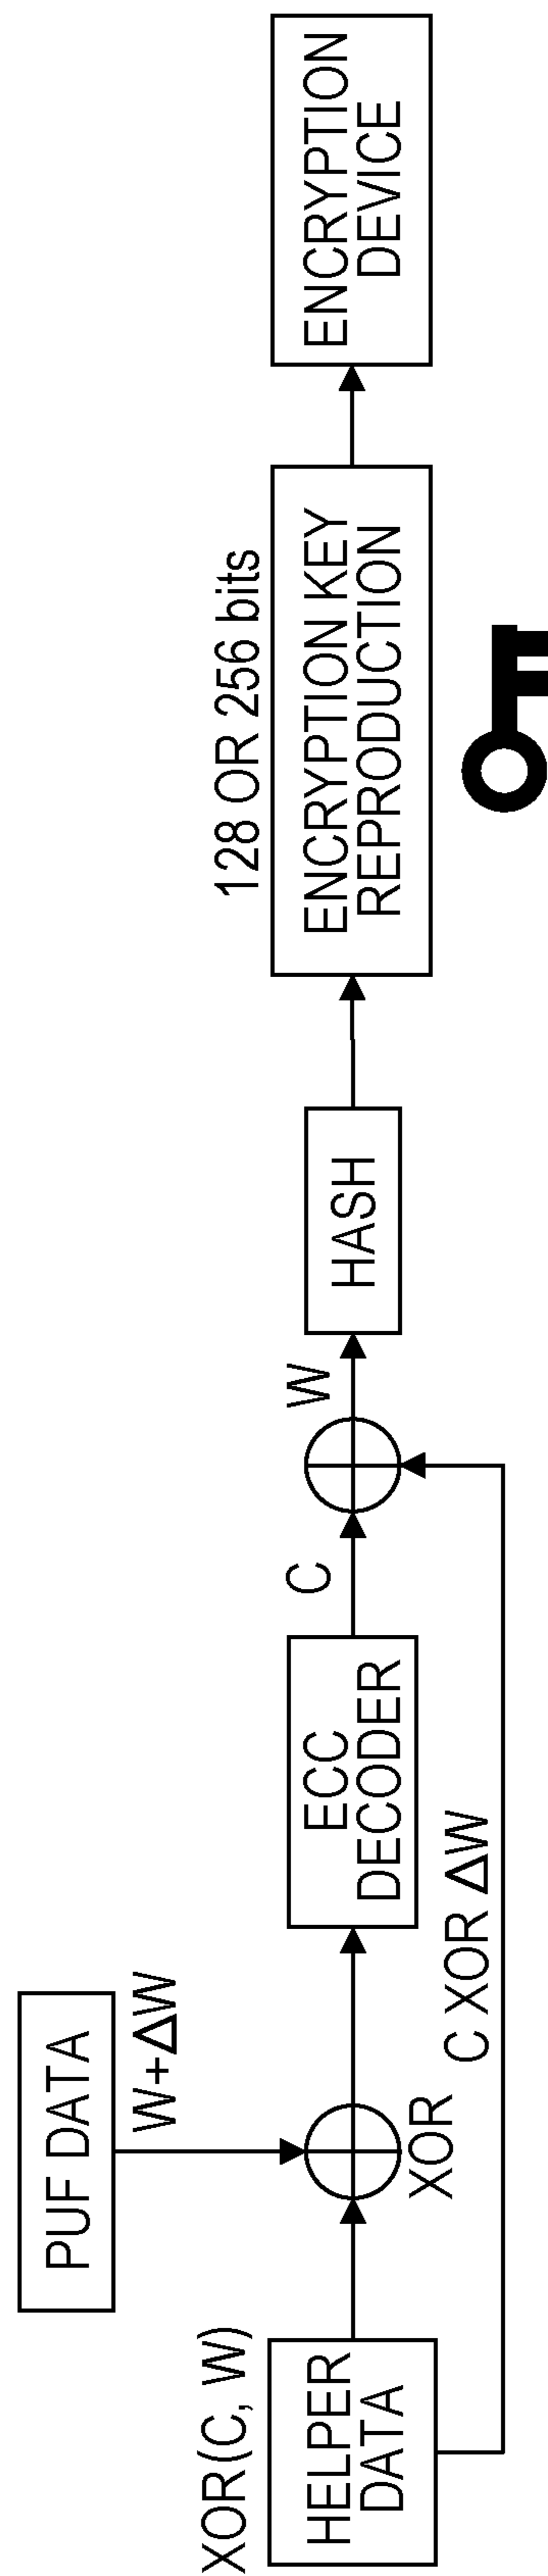 PUF DATA
W+ΔW
XOR(C, W)
HELPER
DATA
XOR
ECC
DECODER
C XOR ΔW
C
W
HASH
128 OR 256 bits
ENCRYPTION KEY
REPRODUCTION
ENCRYPTION
DEVICE